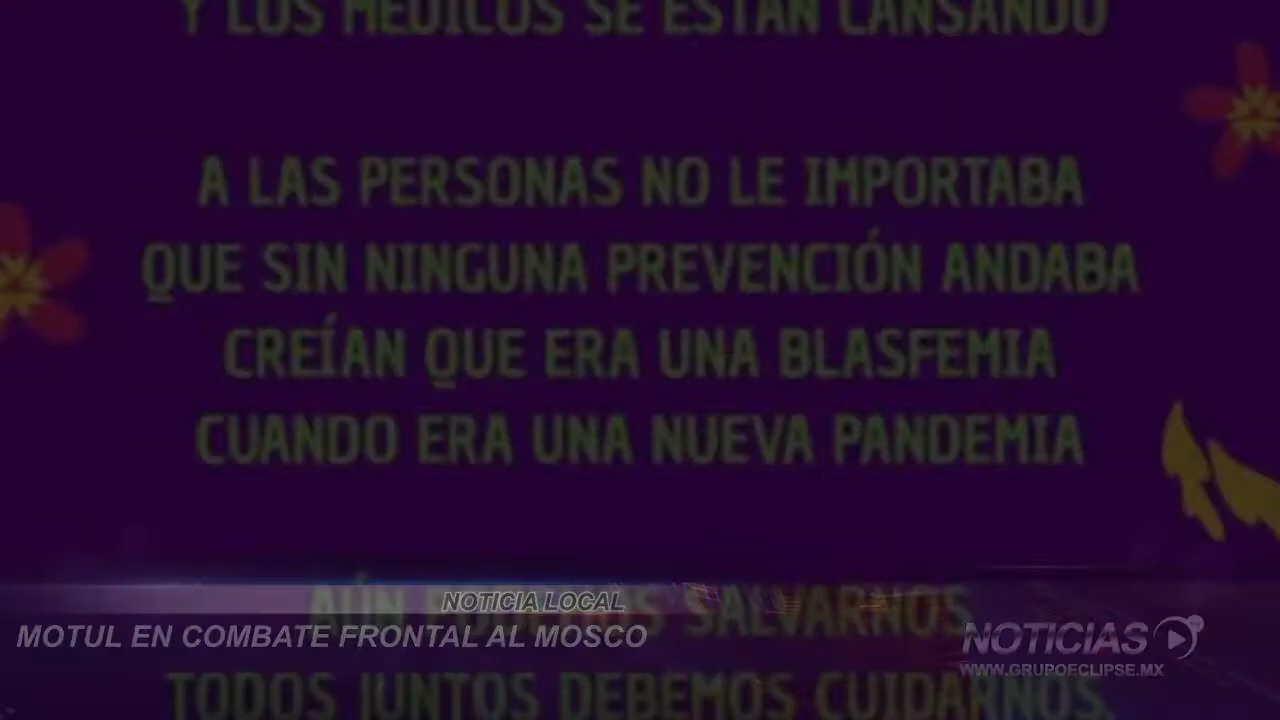 Y LOS MÉDICOS SE ESTÁN CANSANDO
A LAS PERSONAS NO LE IMPORTABA
QUE SIN NINGUNA PREVENCIÓN ANDABA
CREÍAN QUE ERA UNA BLASFEMIA
CUANDO ERA UNA NUEVA PANDEMIA
AÚN SALVARNOS
NOTICIA LOCAL
MOTUL EN COMBATE FRONTAL AL MOSCO
NOTICIAS
WWW.GRUPOECLIPSE.MX
TODOS JUNTOS DEBEMOS CUIDARNOS.